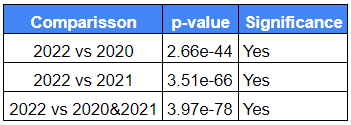 Comparisson p-value Significance
2022 vs 2020 2.66e-44 Yes
2022 vs 2021 3.51e-66 Yes
2022 vs 2020&2021 3.97e-78 Yes